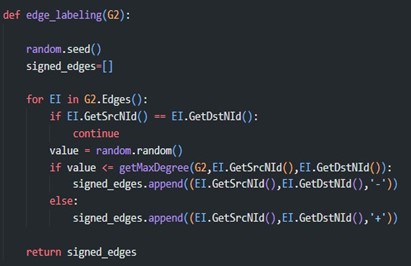 def edge_labeling(G2):
random.seed()
signed_edges=[]
for EI in G2.Edges():
if EI.GetSrcNId() == EI.GetDstNId():
continue
value = random.random()
if value <= getMaxDegree(G2,EI.GetSrcNId(),EI.GetDstNId()):
signed_edges.append((EI.GetSrcNId(),EI.GetDstNId(),'-'))
else:
signed_edges.append((EI.GetSrcNId(),EI.GetDstNId(),'+'))
return signed_edges